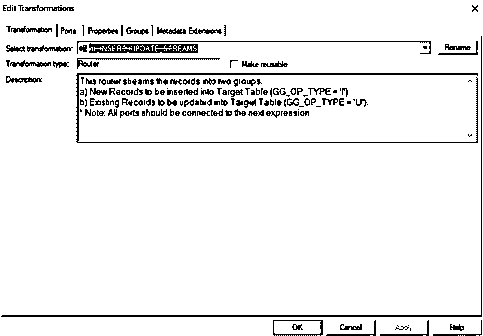 Edit Transformations
Transformation Ports Properties Groups Metadata Extensions
Select transformation: Rename
Transformation type: Router Make reusable
Description: This router streams the records into two groups.
a) New Records to be inserted into Target Table (GG_OP_TYPE = 'I')
b) Existing Records to be updated into Target Table (GG_OP_TYPE = 'U').
* Note: All ports should be connected to the next expression
OK Cancel Apply Help